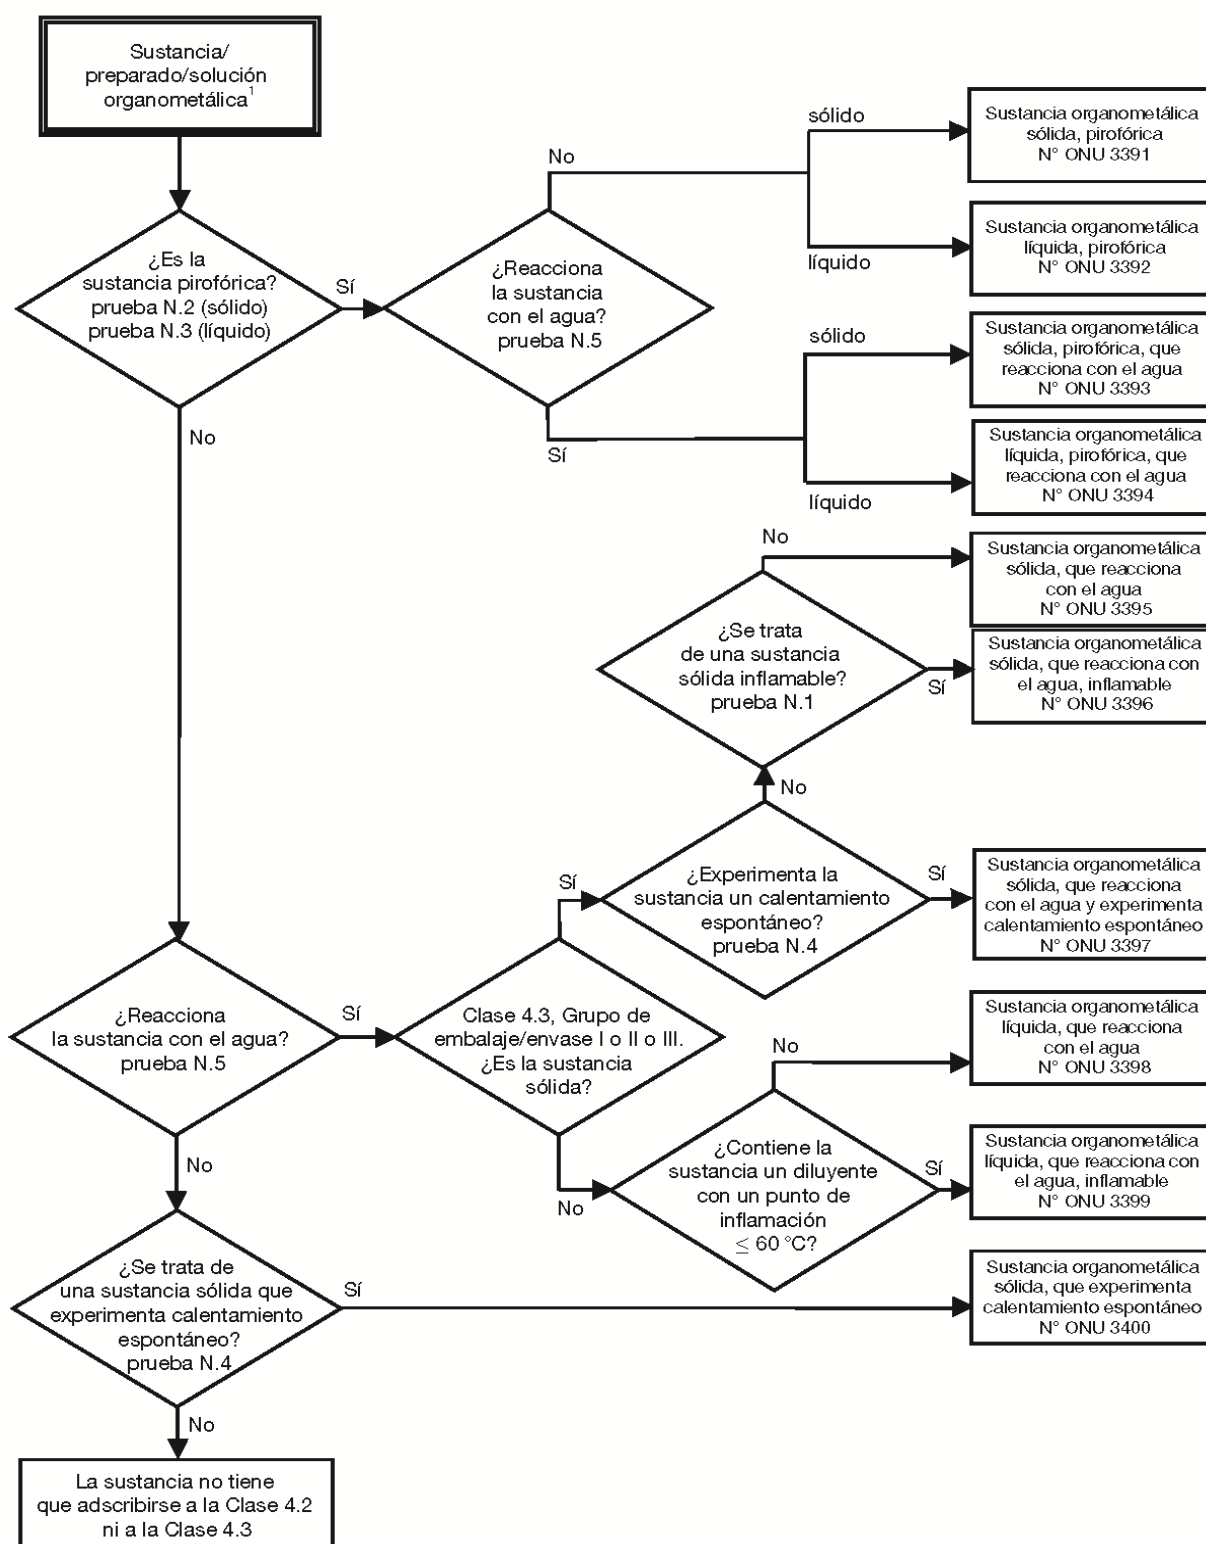 Sustancia/
preparado/solución
organometálica¹
¿Es la
sustancia pirofórica?
prueba N.2 (sólido)
prueba N.3 (líquido)
Sí
No
¿Reacciona
la sustancia
con el agua?
prueba N.5
No
Sí
sólido
Sustancia organometálica
sólida, pirofórica
N° ONU 3391
líquido
Sustancia organometálica
líquida, pirofórica
N° ONU 3392
sólido
Sustancia organometálica
sólida, pirofórica, que
reacciona con el agua
N° ONU 3393
líquido
Sustancia organometálica
líquida, pirofórica, que
reacciona con el agua
N° ONU 3394
No
Sustancia organometálica
sólida, que reacciona
con el agua
N° ONU 3395
¿Se trata
de una sustancia
sólida inflamable?
prueba N.1
Sí
Sustancia organometálica
sólida, que reacciona con
el agua, inflamable
N° ONU 3396
No
¿Experimenta la
sustancia un calentamiento
espontáneo?
prueba N.4
Sí
Sustancia organometálica
sólida, que reacciona
con el agua y experimenta
calentamiento espontáneo
N° ONU 3397
Sí
¿Reacciona
la sustancia con el agua?
prueba N.5
Sí
Clase 4.3, Grupo de
embalaje/envase I o II o III.
¿Es la sustancia
sólida?
No
Sustancia organometálica
líquida, que reacciona
con el agua
N° ONU 3398
No
No
¿Contiene la
sustancia un diluyente
con un punto de
inflamación
≤ 60 °C?
Sí
Sustancia organometálica
líquida, que reacciona con
el agua, inflamable
N° ONU 3399
¿Se trata de
una sustancia sólida que
experimenta calentamiento
espontáneo?
prueba N.4
Sí
Sustancia organometálica
sólida, que experimenta
calentamiento espontáneo
N° ONU 3400
No
La sustancia no tiene
que adscribirse a la Clase 4.2
ni a la Clase 4.3